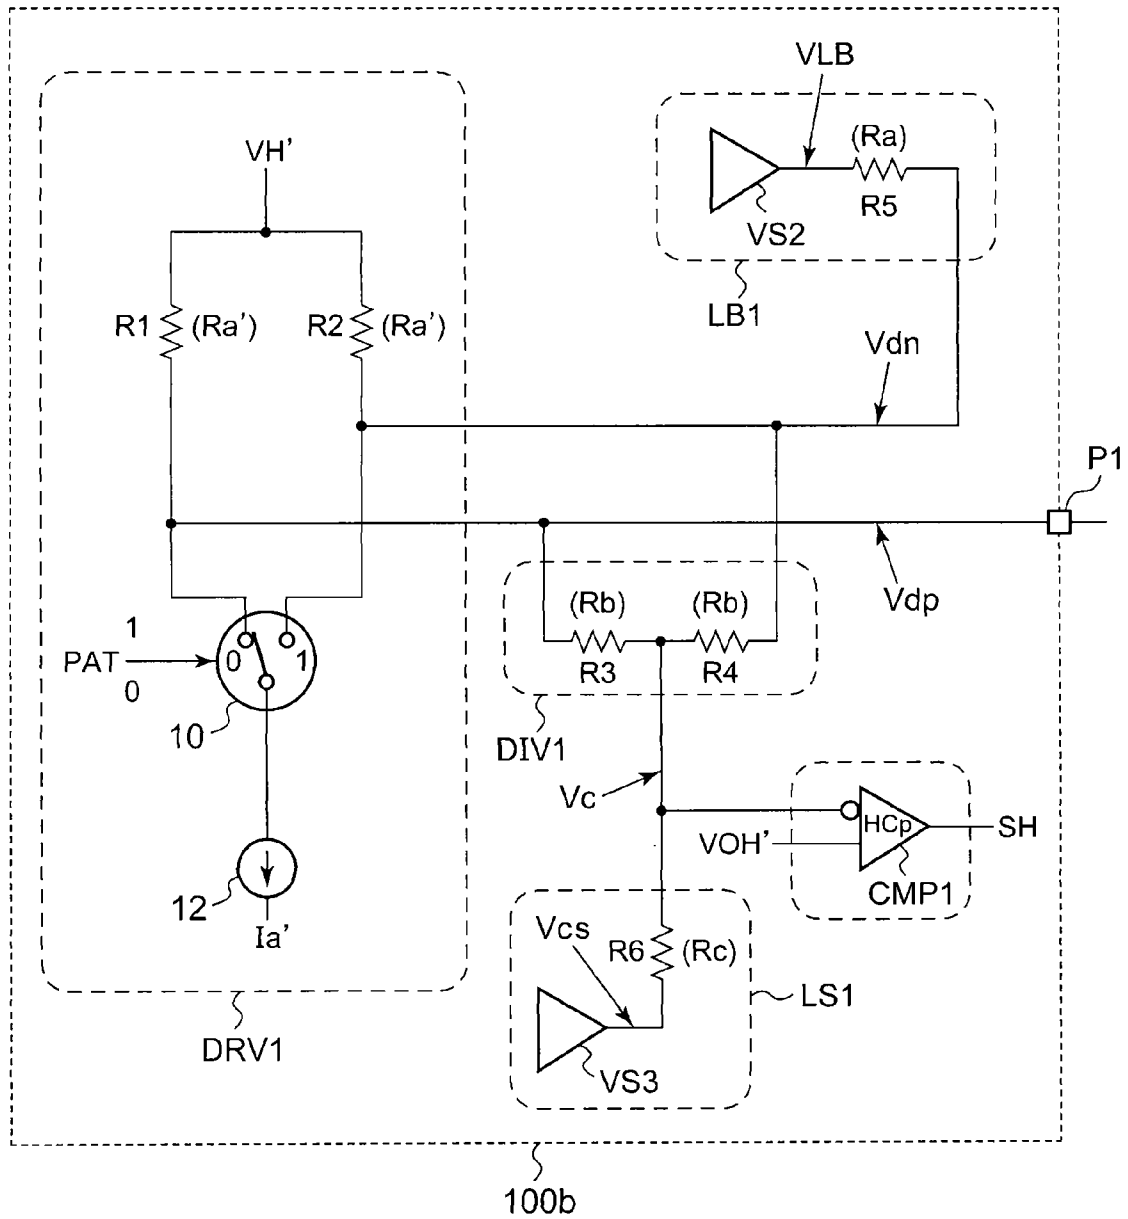 VLB
(Ra)
R5
VS2
LB1
VH'
R1 (Ra')
R2 (Ra')
Vdn
P1
Vdp
(Rb) (Rb)
R3 R4
DIV1
1
PAT
0
0 1
10
Vc
HCp
SH
VOH'
CMP1
12
Ia'
Vcs
R6 (Rc)
LS1
VS3
DRV1
100b